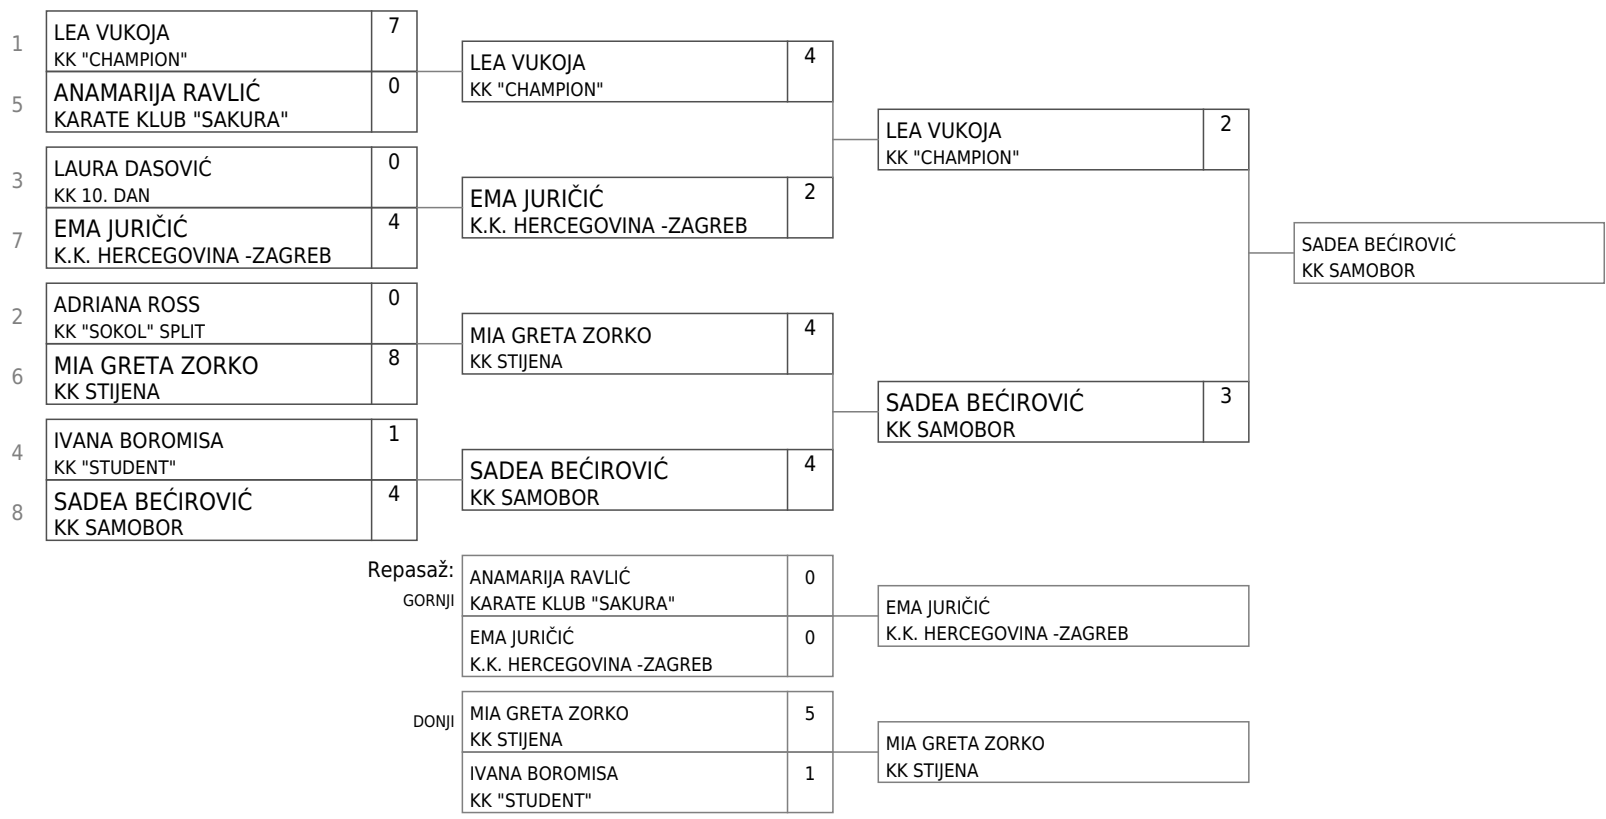 1
LEA VUKOJA
KK "CHAMPION"
7
5
ANAMARIJA RAVLIĆ
KARATE KLUB "SAKURA"
0
3
LAURA DASOVIĆ
KK 10. DAN
0
7
EMA JURIČIĆ
K.K. HERCEGOVINA -ZAGREB
4
2
ADRIANA ROSS
KK "SOKOL" SPLIT
0
6
MIA GRETA ZORKO
KK STIJENA
8
4
IVANA BOROMISA
KK "STUDENT"
1
8
SADEA BEĆIROVIĆ
KK SAMOBOR
4
LEA VUKOJA
KK "CHAMPION"
4
EMA JURIČIĆ
K.K. HERCEGOVINA -ZAGREB
2
MIA GRETA ZORKO
KK STIJENA
4
SADEA BEĆIROVIĆ
KK SAMOBOR
4
LEA VUKOJA
KK "CHAMPION"
2
SADEA BEĆIROVIĆ
KK SAMOBOR
3
SADEA BEĆIROVIĆ
KK SAMOBOR
Repasaž:
GORNJI
ANAMARIJA RAVLIĆ
KARATE KLUB "SAKURA"
0
EMA JURIČIĆ
K.K. HERCEGOVINA -ZAGREB
0
EMA JURIČIĆ
K.K. HERCEGOVINA -ZAGREB
DONJI
MIA GRETA ZORKO
KK STIJENA
5
IVANA BOROMISA
KK "STUDENT"
1
MIA GRETA ZORKO
KK STIJENA